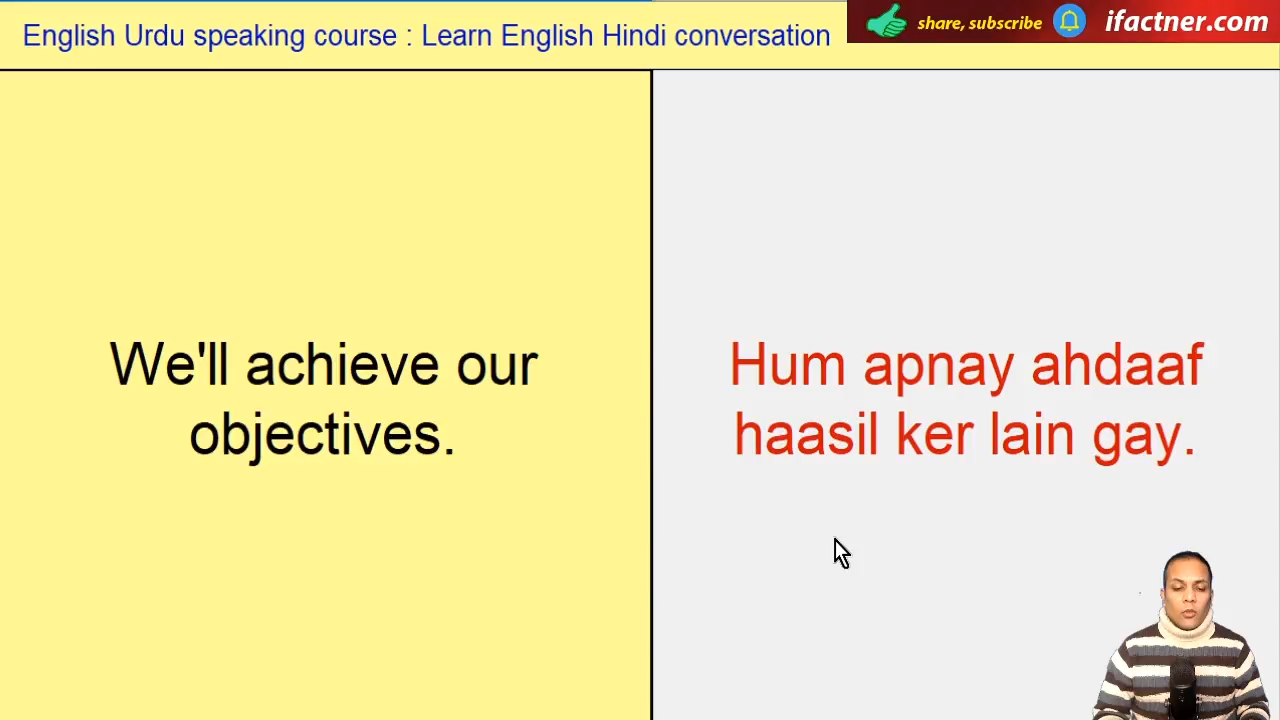 English Urdu speaking course : Learn English Hindi conversation
share, subscribe
ifactner.com
We'll achieve our
objectives.
Hum apnay ahdaaf
haasil ker lain gay.